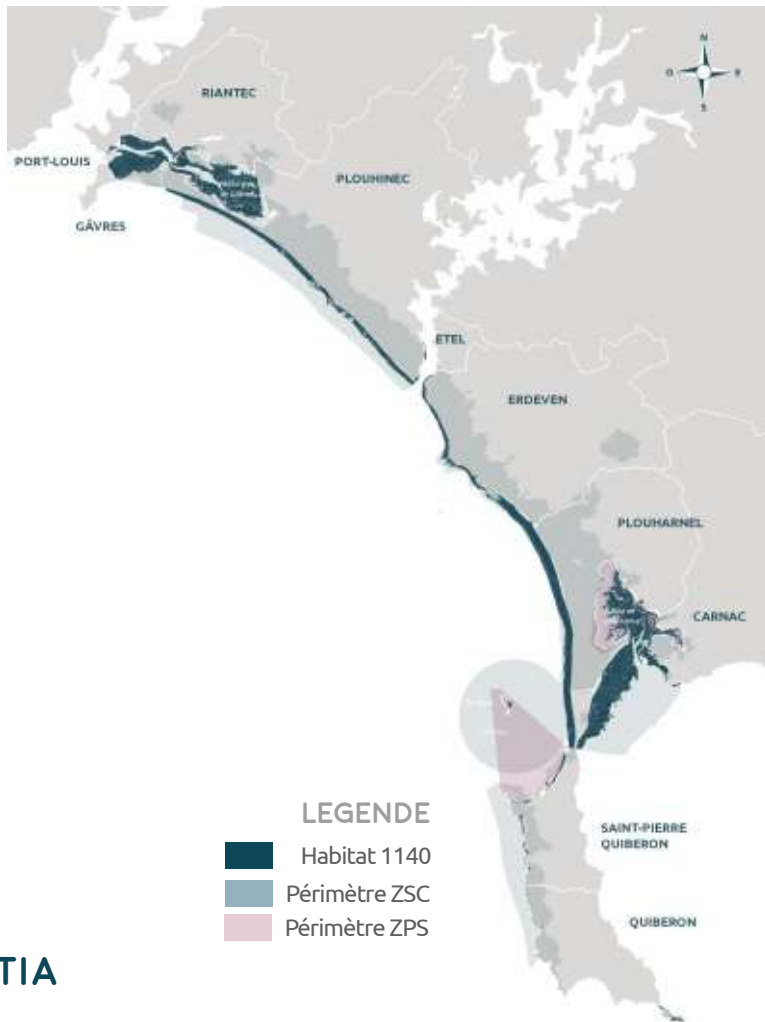 N
O
E
S
RIANTEC
PORT-LOUIS
PLOUHINEC
GÂVRES
ETEL
ERDEVEN
PLOUHARNEL
CARNAC
SAINT-PIERRE
QUIBERON
QUIBERON
LEGENDE
Habitat 1140
Périmètre ZSC
Périmètre ZPS
TIA